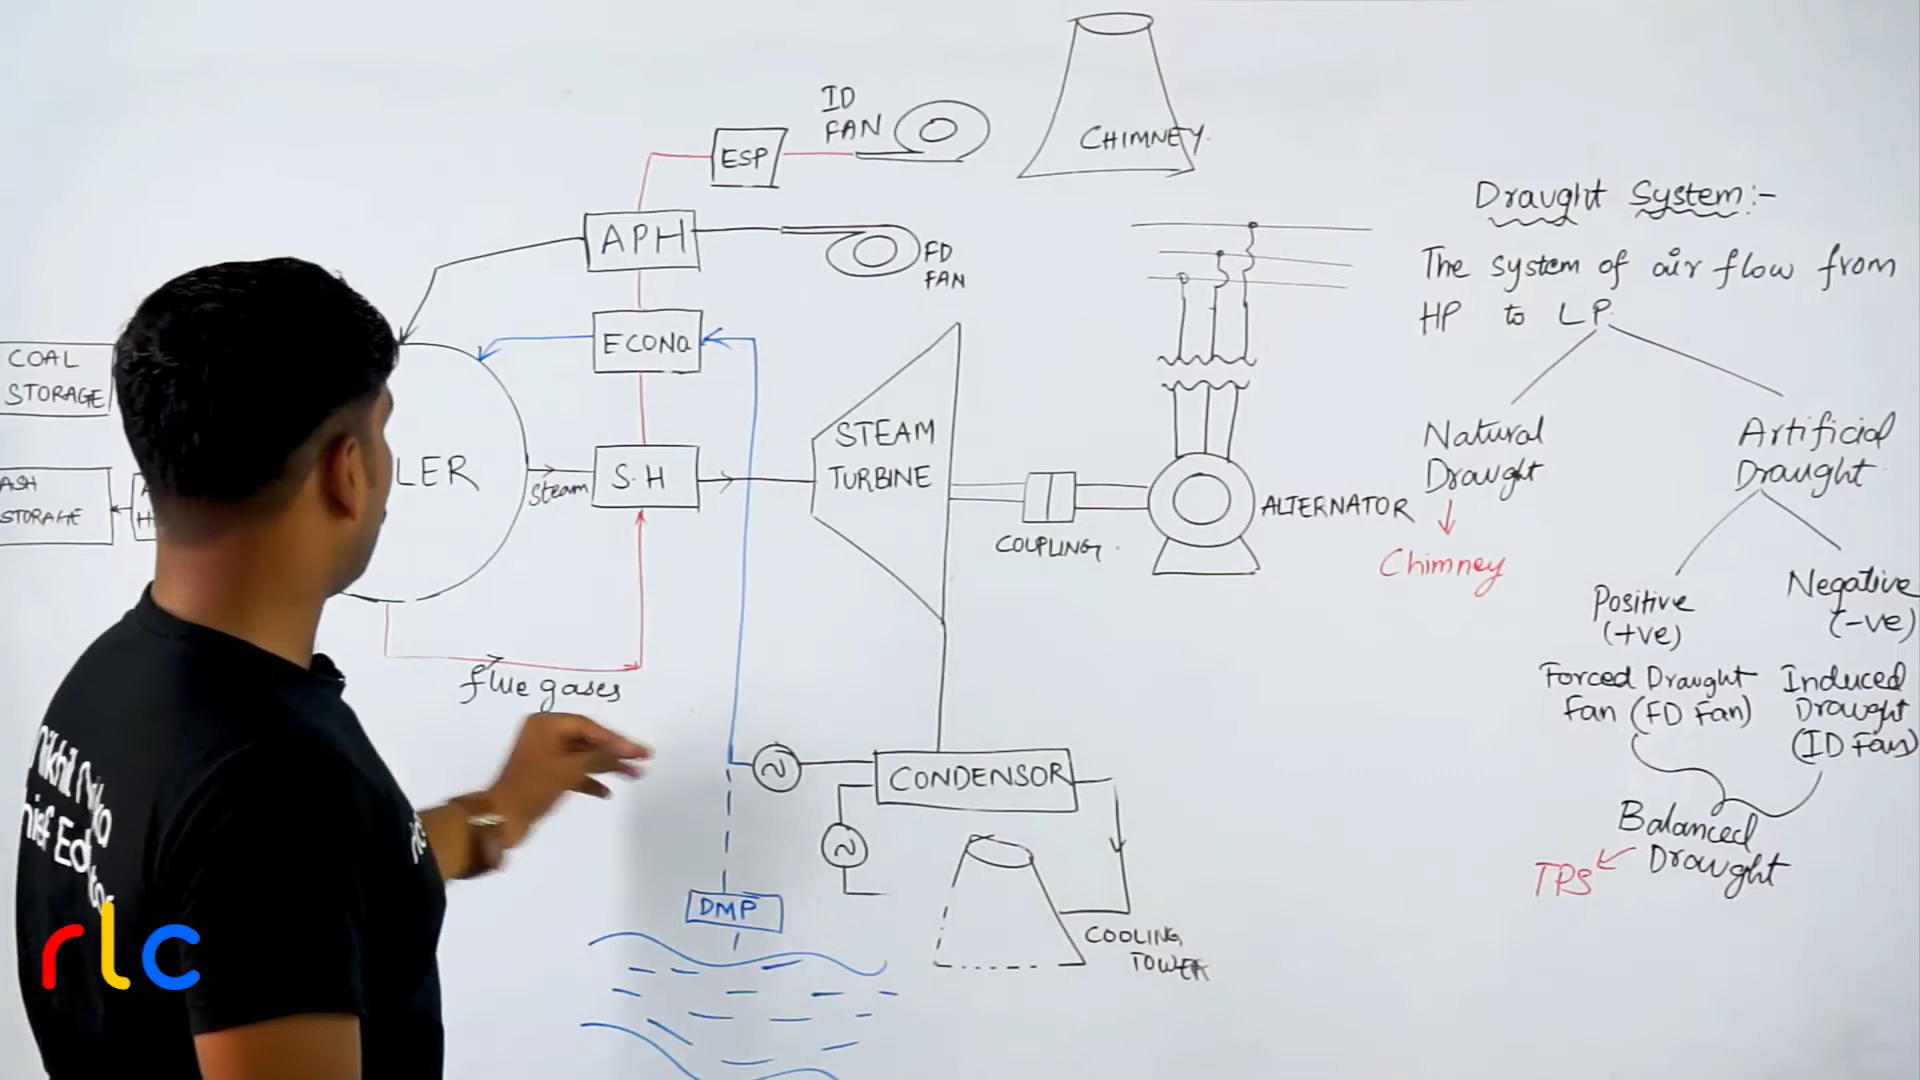 ID
FAN
CHIMNEY.
ESP
APH
FD
FAN
ECONO
COAL
STORAGE
ASH
STORAGE
LER
Steam
S.H
STEAM
TURBINE
COUPLING.
ALTERNATOR
flue gases
CONDENSOR
DMP
COOLING
TOWER
Draught System:-
The system of air flow from
HP to LP.
Natural
Draught
Chimney
Artificial
Draught
Positive
(+ve)
Negative
(-ve)
Forced Draught
Fan (FD Fan)
Induced
Draught
(ID Fan)
Balanced
Draught
TPS
rlc